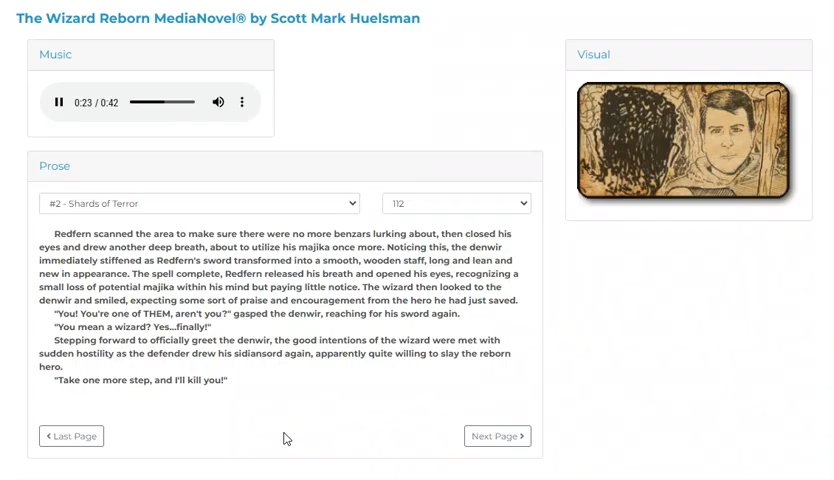 The Wizard Reborn MediaNovel® by Scott Mark Huelsman
Music
0:23 / 0:42
Visual
Prose
#2 - Shards of Terror
112
Redfern scanned the area to make sure there were no more benzars lurking about, then closed his
eyes and drew another deep breath, about to utilize his majika once more. Noticing this, the denwir
immediately stiffened as Redfern's sword transformed into a smooth, wooden staff, long and lean and
new in appearance. The spell complete, Redfern released his breath and opened his eyes, recognizing a
small loss of potential majika within his mind but paying little notice. The wizard then looked to the
denwir and smiled, expecting some sort of praise and encouragement from the hero he had just saved.
"You! You're one of THEM, aren't you?" gasped the denwir, reaching for his sword again.
"You mean a wizard? Yes...finally!"
Stepping forward to officially greet the denwir, the good intentions of the wizard were met with
sudden hostility as the defender drew his sidiansord again, apparently quite willing to slay the reborn
hero.
"Take one more step, and I'll kill you!"
Last Page
Next Page